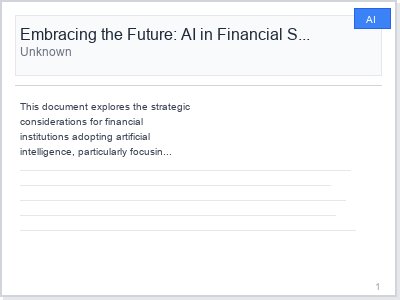 AI
Embracing the Future: AI in Financial S...
Unknown
This document explores the strategic
considerations for financial
institutions adopting artificial
intelligence, particularly focusin...
1